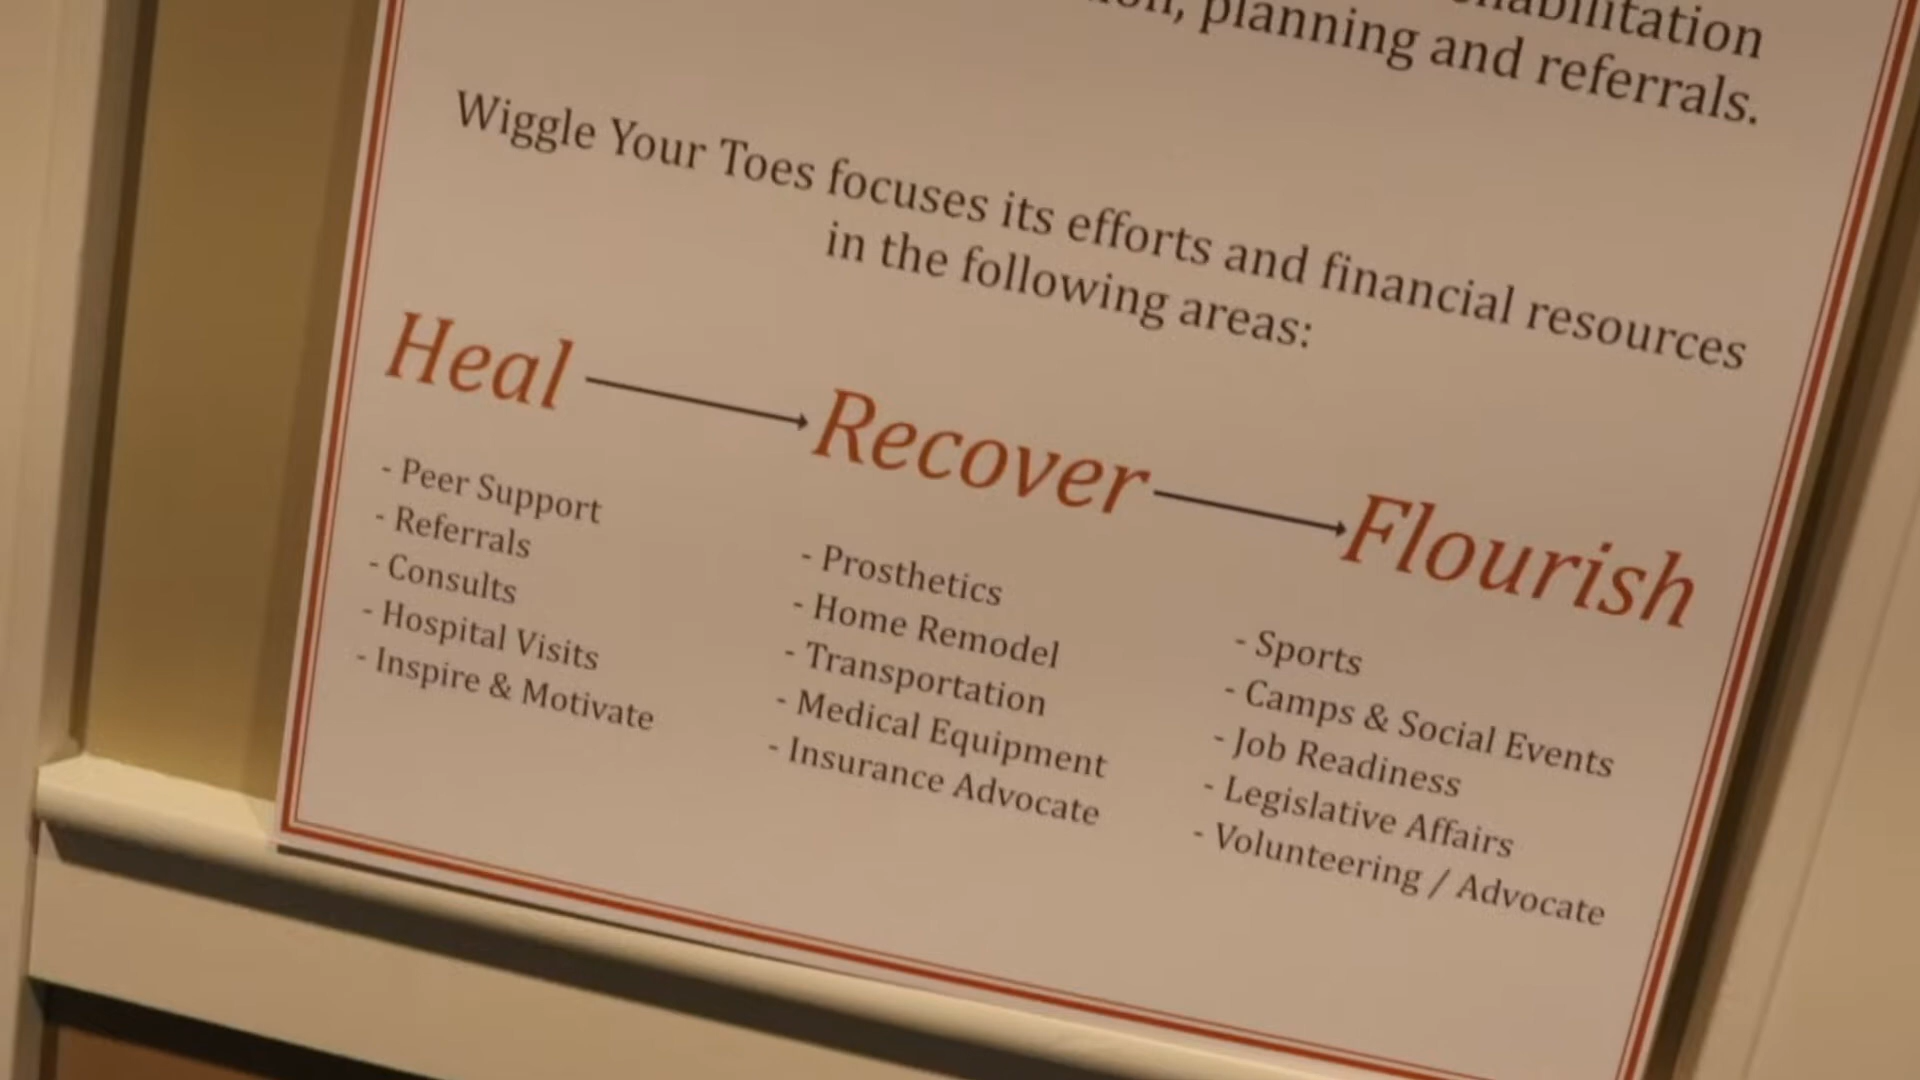 planning and referrals.
Wiggle Your Toes focuses its efforts and financial resources
in the following areas:
Heal
Recover
Flourish
- Peer Support
- Referrals
- Consults
- Hospital Visits
- Inspire & Motivate
- Prosthetics
- Home Remodel
- Transportation
- Medical Equipment
- Insurance Advocate
- Sports
- Camps & Social Events
- Job Readiness
- Legislative Affairs
- Volunteering / Advocate